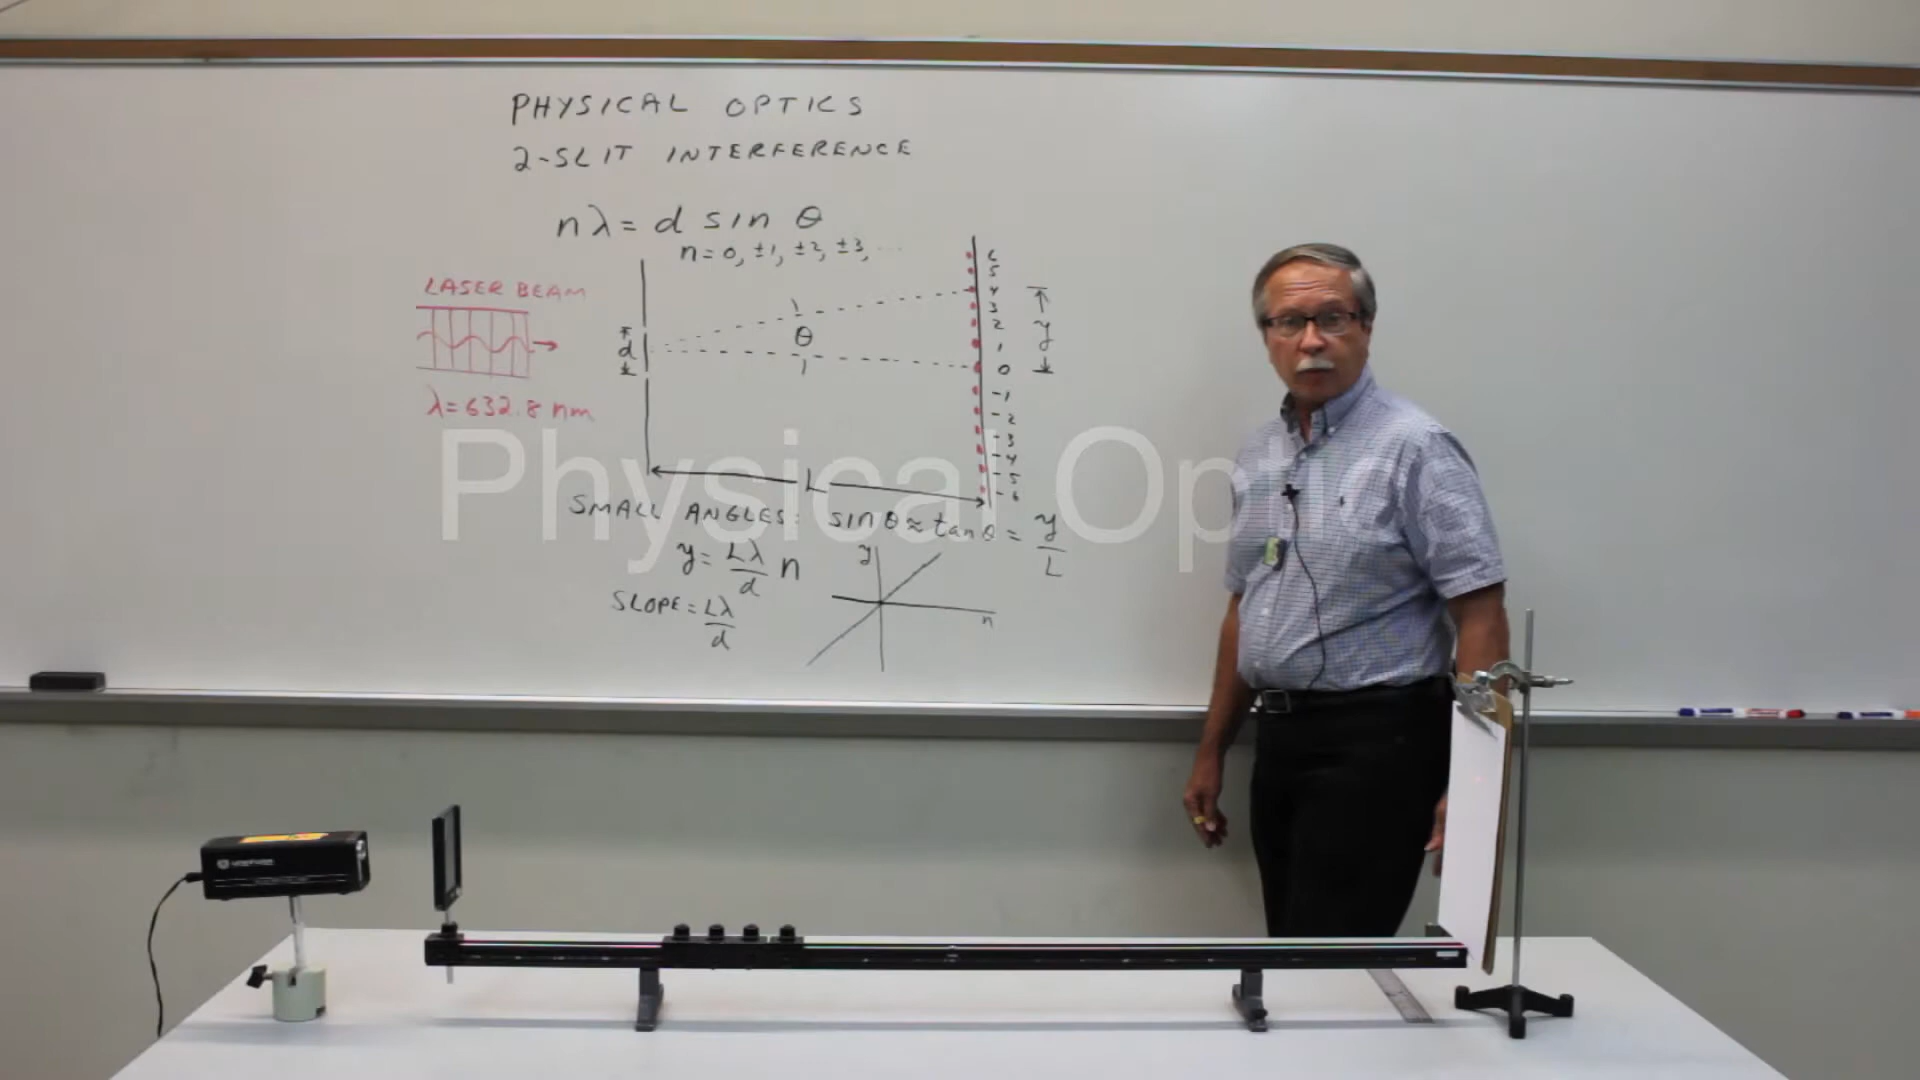 PHYSICAL OPTICS
2-SLIT INTERFERENCE
nλ = d sin θ
n = 0, ±1, ±2, ±3, ...
LASER BEAM
λ = 632.8 nm
d
θ
6
5
4
3
2
1
0
-1
-2
-3
-4
-5
-6
y
L
Physical Optic
SMALL ANGLES: sin θ ≈ tan θ = y/L
y = Lλ/d n
SLOPE = Lλ/d
y
n